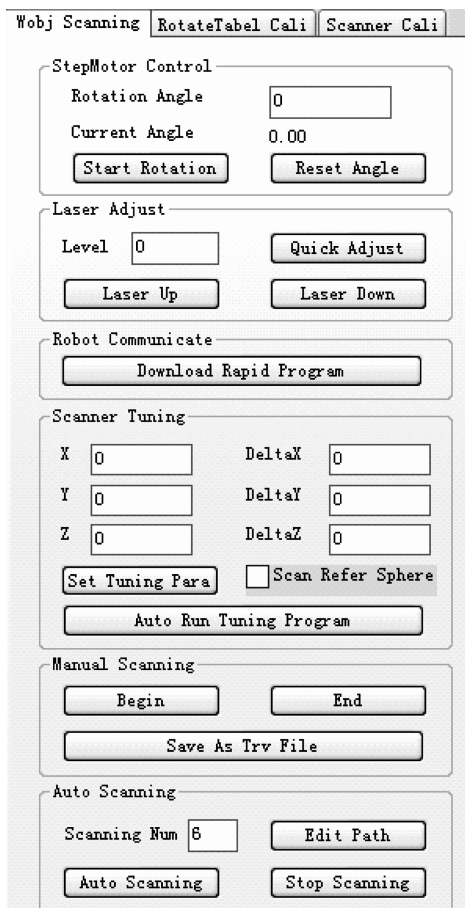 Wobj Scanning RotateTabel Cali Scanner Cali
StepMotor Control
Rotation Angle 0
Current Angle 0.00
Start Rotation Reset Angle
Laser Adjust
Level 0 Quick Adjust
Laser Up Laser Down
Robot Communicate
Download Rapid Program
Scanner Tuning
X 0 DeltaX 0
Y 0 DeltaY 0
Z 0 DeltaZ 0
Set Tuning Para Scan Refer Sphere
Auto Run Tuning Program
Manual Scanning
Begin End
Save As Trv File
Auto Scanning
Scanning Num 6 Edit Path
Auto Scanning Stop Scanning